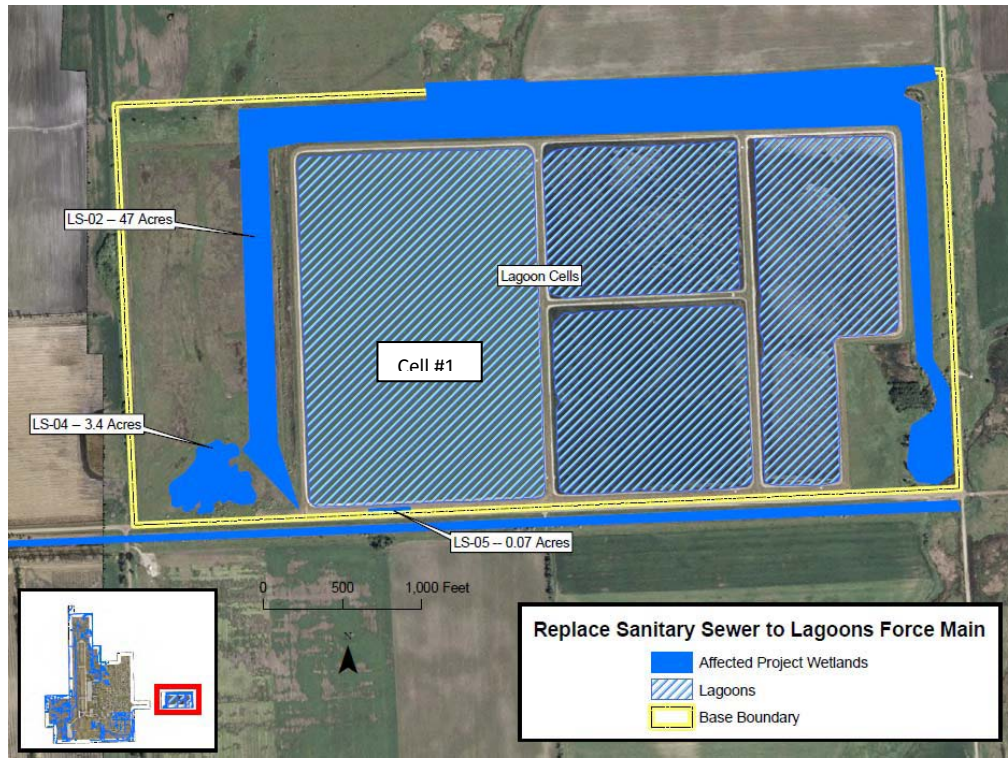 LS-02 – 47 Acres
Lagoon Cells
Cell #1
LS-04 – 3.4 Acres
LS-05 – 0.07 Acres
0 500 1,000 Feet
N
Replace Sanitary Sewer to Lagoons Force Main
Affected Project Wetlands
Lagoons
Base Boundary